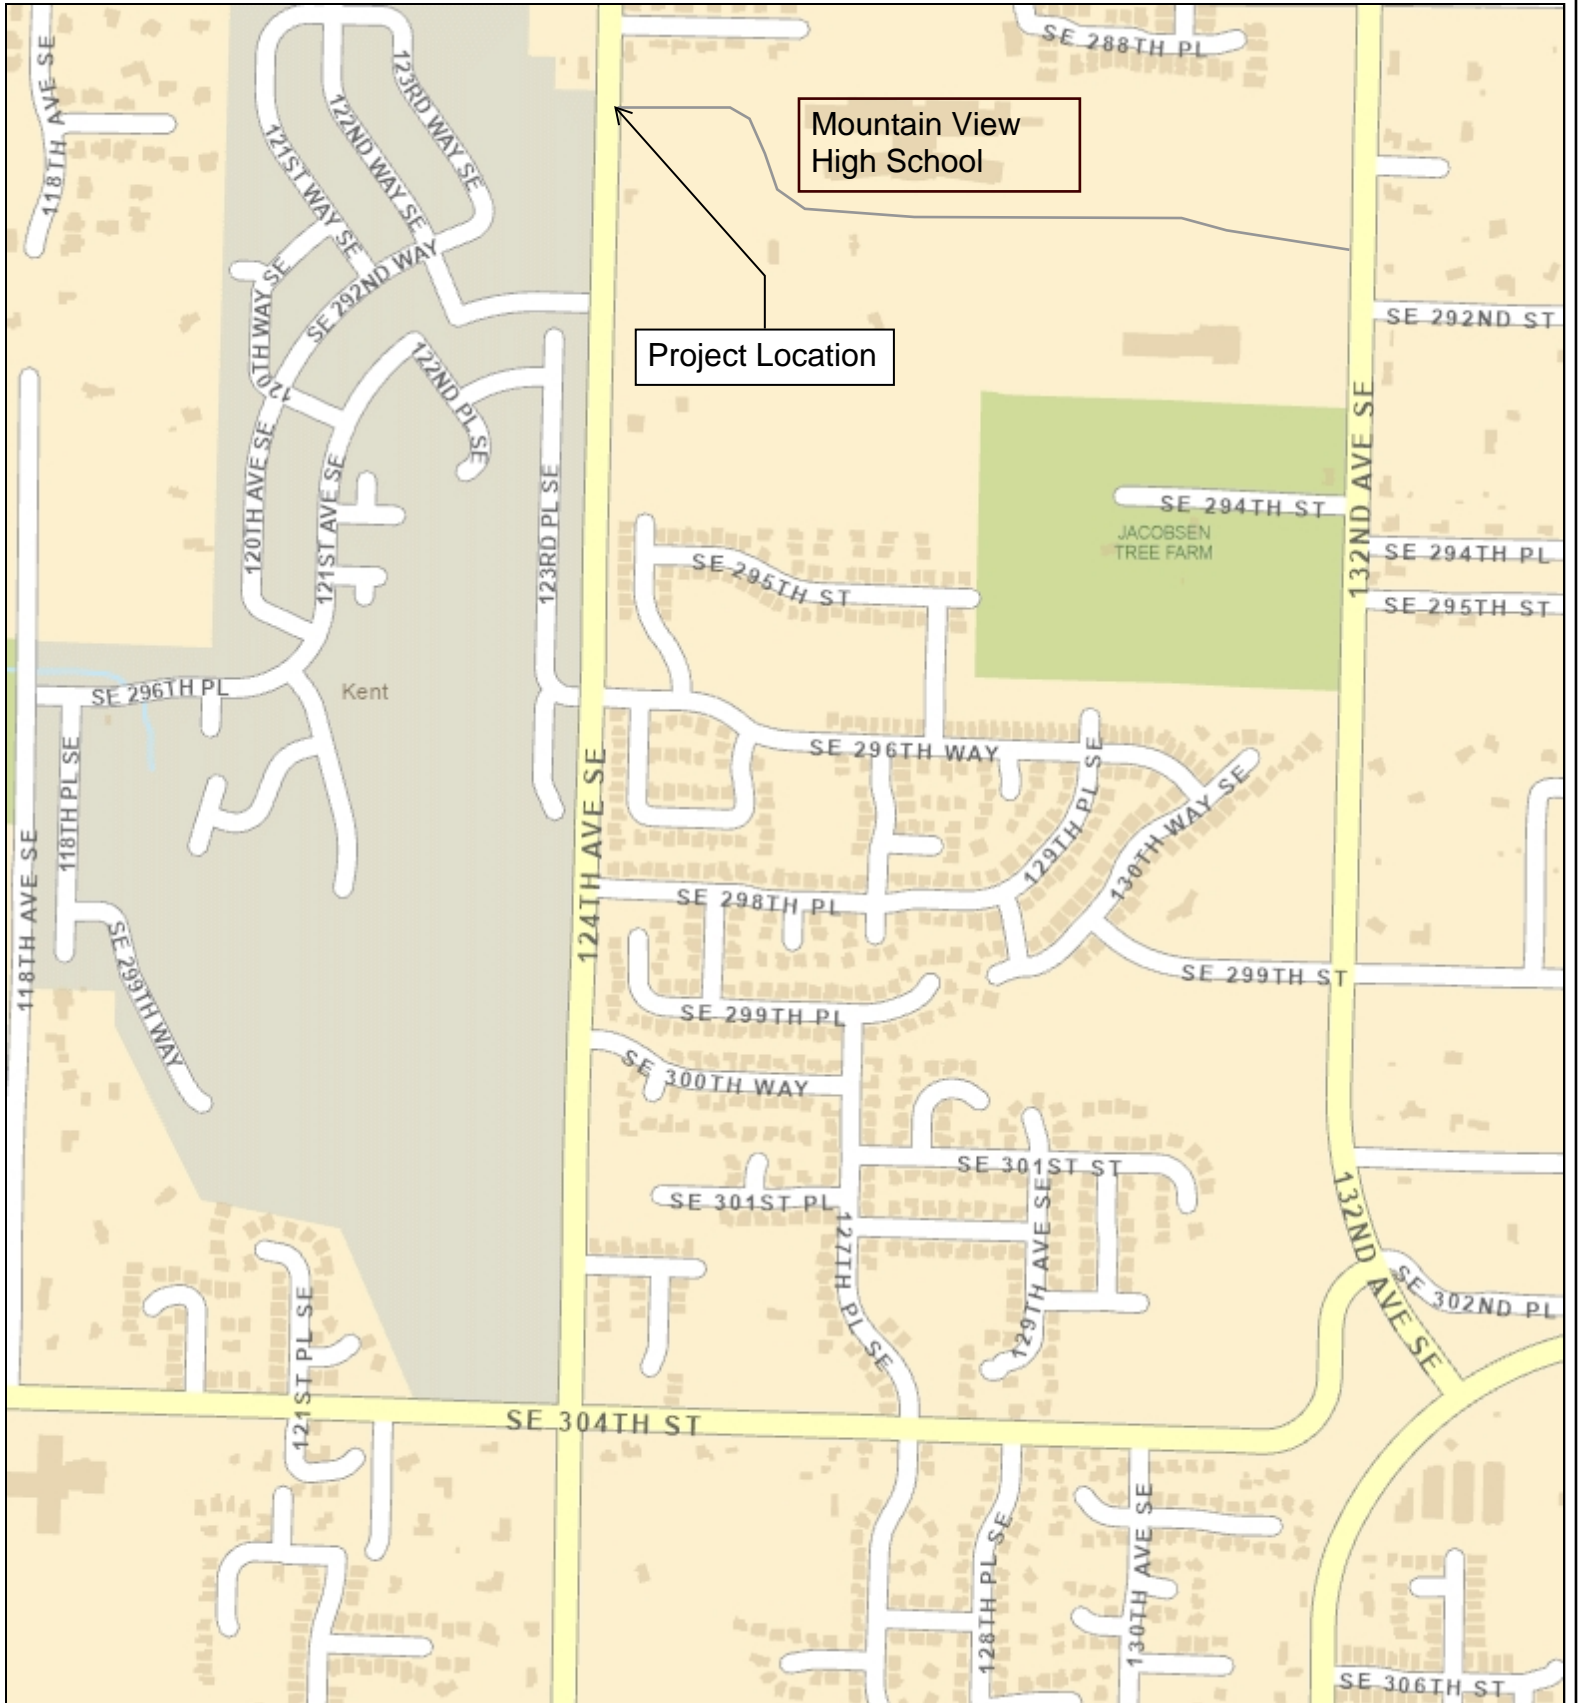 118TH AVE SE
SE 288TH PL
123RD WAY SE
122ND WAY SE
121ST WAY SE
118TH AVE SE
Mountain View
High School
SE 292ND WAY
120TH WAY SE
120
SE 292ND ST
Project Location
122ND PL SE
120TH AVE SE
121ST AVE SE
123RD PL SE
132ND AVE SE
SE 294TH ST
JACOBSEN
TREE FARM
SE 294TH PL
SE 295TH ST
SE 295TH ST
SE 296TH PL
Kent
SE 296TH WAY
118TH PL SE
118TH AVE SE
124TH AVE SE
129TH PL SE
130TH WAY SE
SE 298TH PL
SE 299TH WAY
SE 299TH ST
SE 299TH PL
SE 300TH WAY
SE 301ST ST
SE 301ST PL
127TH PL SE
129TH AVE SE
132ND AVE SE
SE 302ND PL
121ST PL SE
SE 304TH ST
128TH PL SE
130TH AVE SE
SE 306TH ST